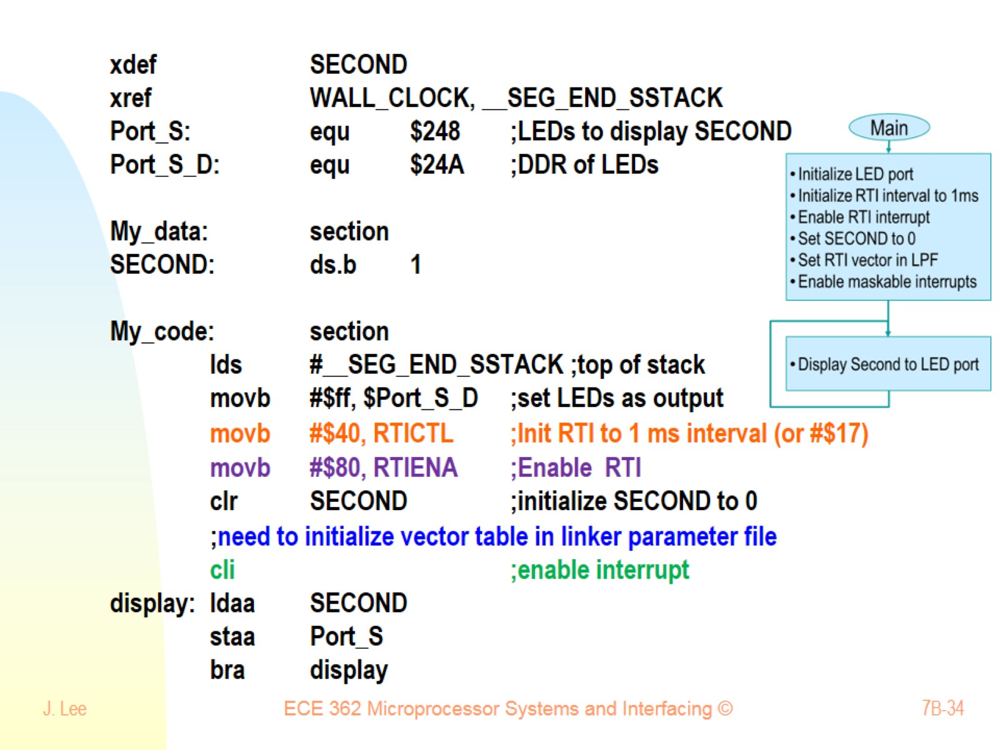 xdef SECOND
xref WALL_CLOCK, __SEG_END_SSTACK
Port_S: equ $248 ;LEDs to display SECOND
Port_S_D: equ $24A ;DDR of LEDs
My_data: section
SECOND: ds.b 1
My_code: section
lds #__SEG_END_SSTACK ;top of stack
movb #$ff, $Port_S_D ;set LEDs as output
movb #$40, RTICTL ;Init RTI to 1 ms interval (or #$17)
movb #$80, RTIENA ;Enable RTI
clr SECOND ;initialize SECOND to 0
;need to initialize vector table in linker parameter file
cli ;enable interrupt
display: ldaa SECOND
staa Port_S
bra display
Main
• Initialize LED port
• Initialize RTI interval to 1ms
• Enable RTI interrupt
• Set SECOND to 0
• Set RTI vector in LPF
• Enable maskable interrupts
• Display Second to LED port
J. Lee
ECE 362 Microprocessor Systems and Interfacing ©
7B-34